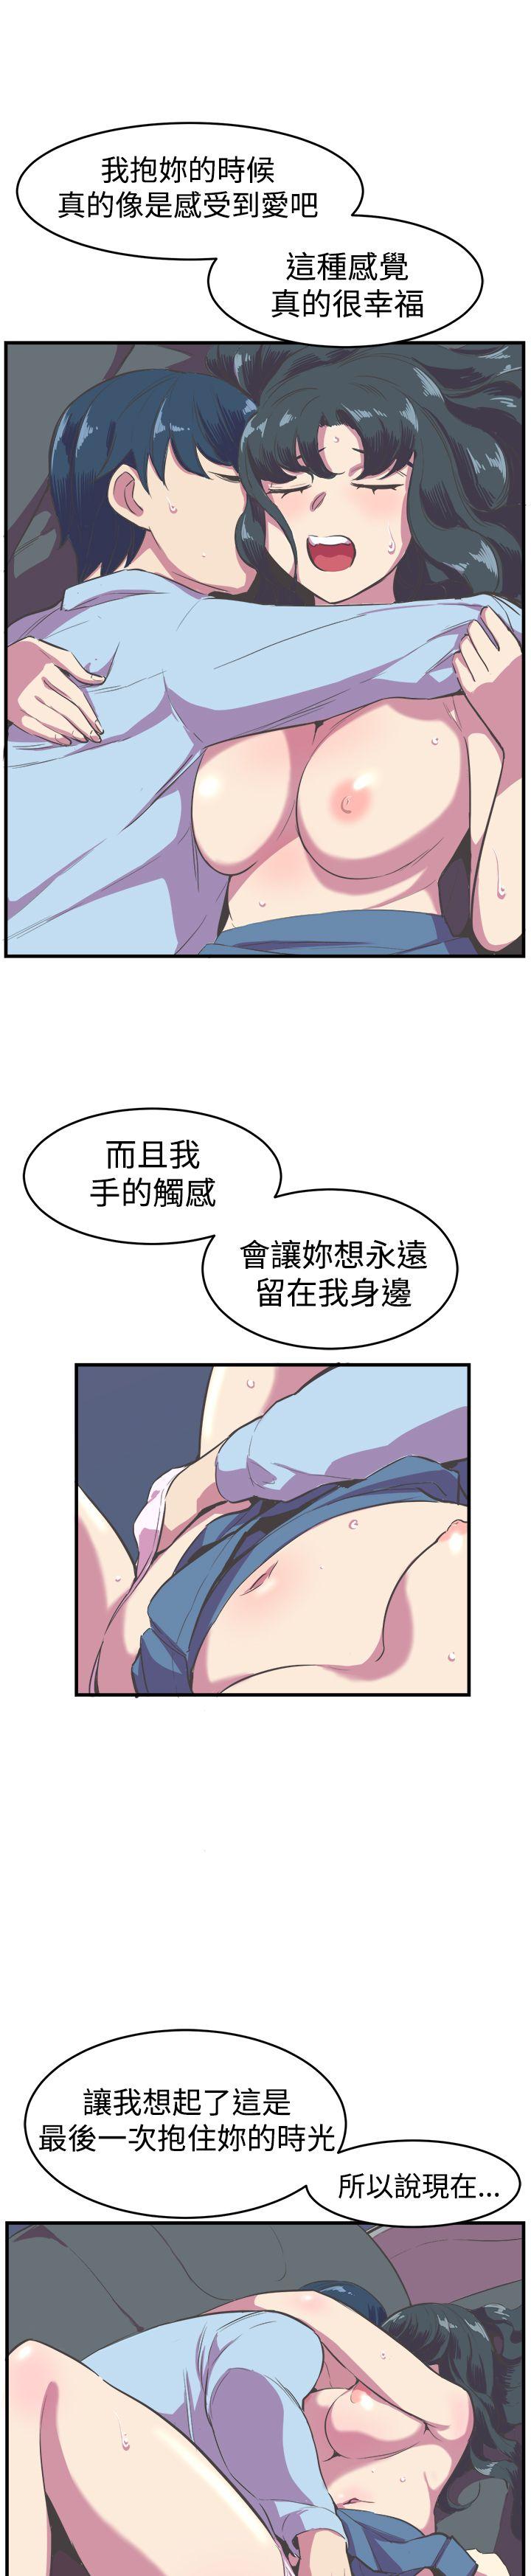 我抱妳的時候
真的像是感受到愛吧
這種感覺
真的很幸福
而且我
手的觸感
會讓妳想永遠
留在我身邊
讓我想起了這是
最後一次抱住妳的時光
所以說現在...